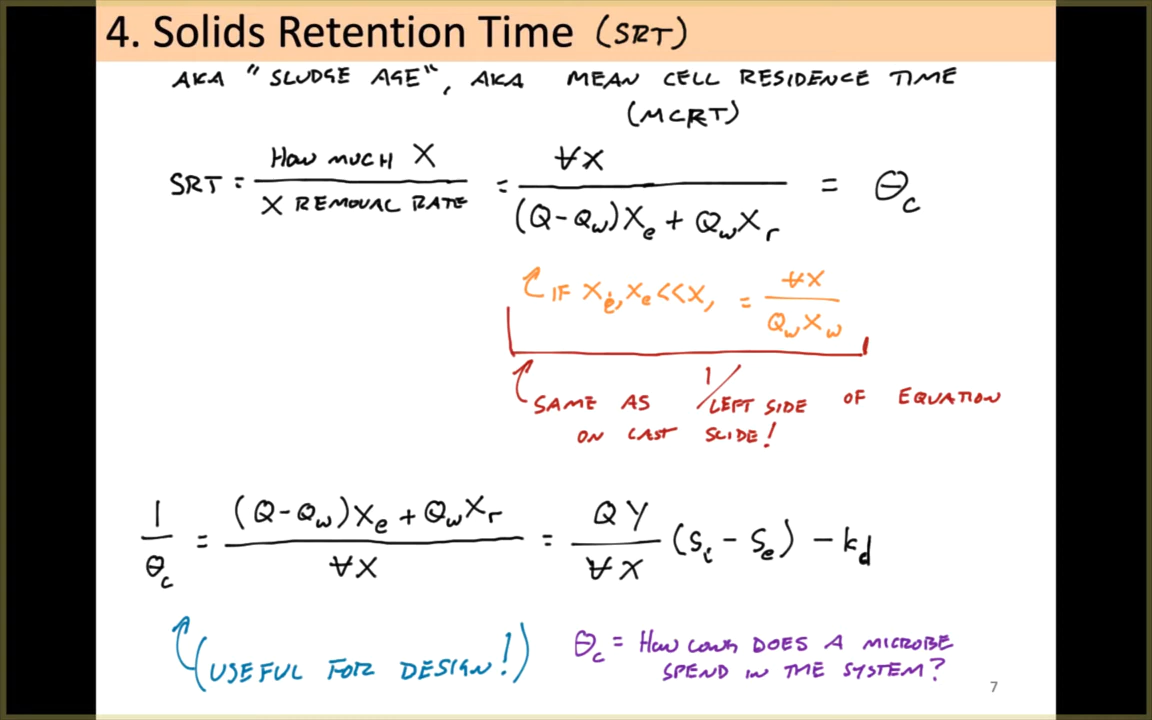 4. Solids Retention Time (SRT)
AKA "SLUDGE AGE", AKA MEAN CELL RESIDENCE TIME
(MCRT)
SRT = HOW MUCH X / X REMOVAL RATE = ∀X / (Q-Qw)Xe + QwXr = θc
IF Xe, Xe << X, = ∀X / QwXw
SAME AS 1/LEFT SIDE OF EQUATION
ON LAST SLIDE!
1/θc = (Q-Qw)Xe + QwXr / ∀X = QY / ∀X (Si - Se) - kd
(USEFUL FOR DESIGN!)
θc = HOW LONG DOES A MICROBE
SPEND IN THE SYSTEM?
7